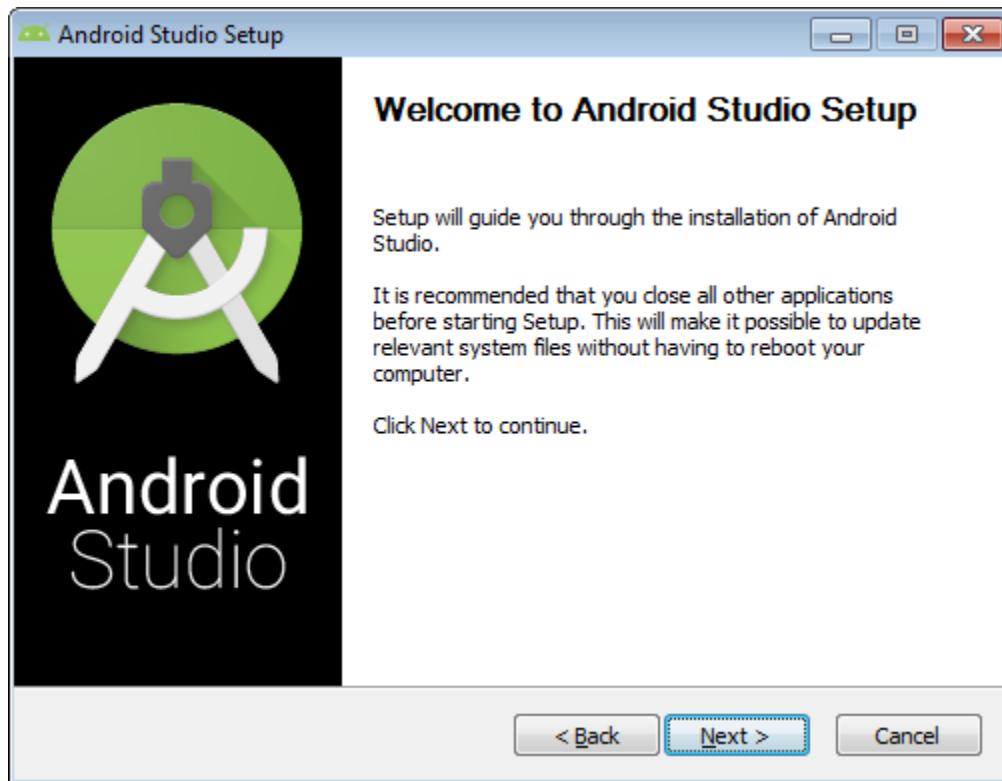 Android Studio Setup
Welcome to Android Studio Setup
Setup will guide you through the installation of Android
Studio.
It is recommended that you close all other applications
before starting Setup. This will make it possible to update
relevant system files without having to reboot your
computer.
Click Next to continue.
Android
Studio
< Back
Next >
Cancel